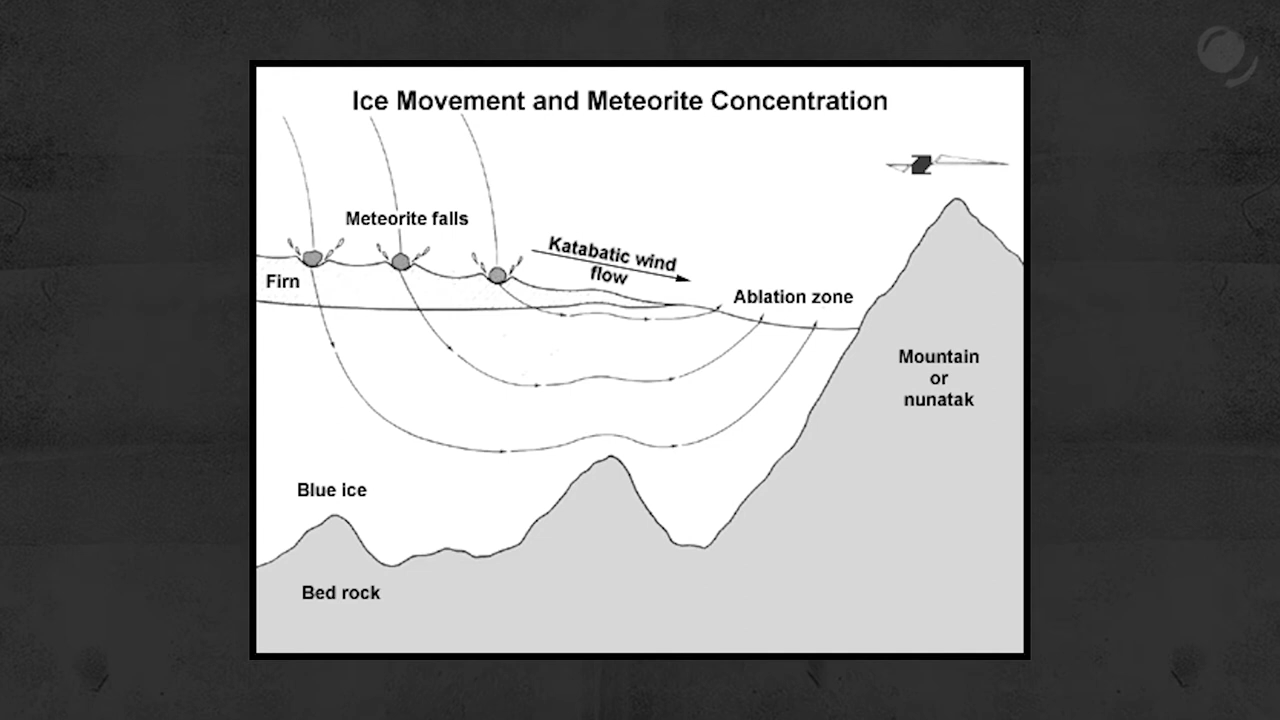 Ice Movement and Meteorite Concentration
Meteorite falls
Katabatic wind
flow
Firn
Ablation zone
Mountain
or
nunatak
Blue ice
Bed rock